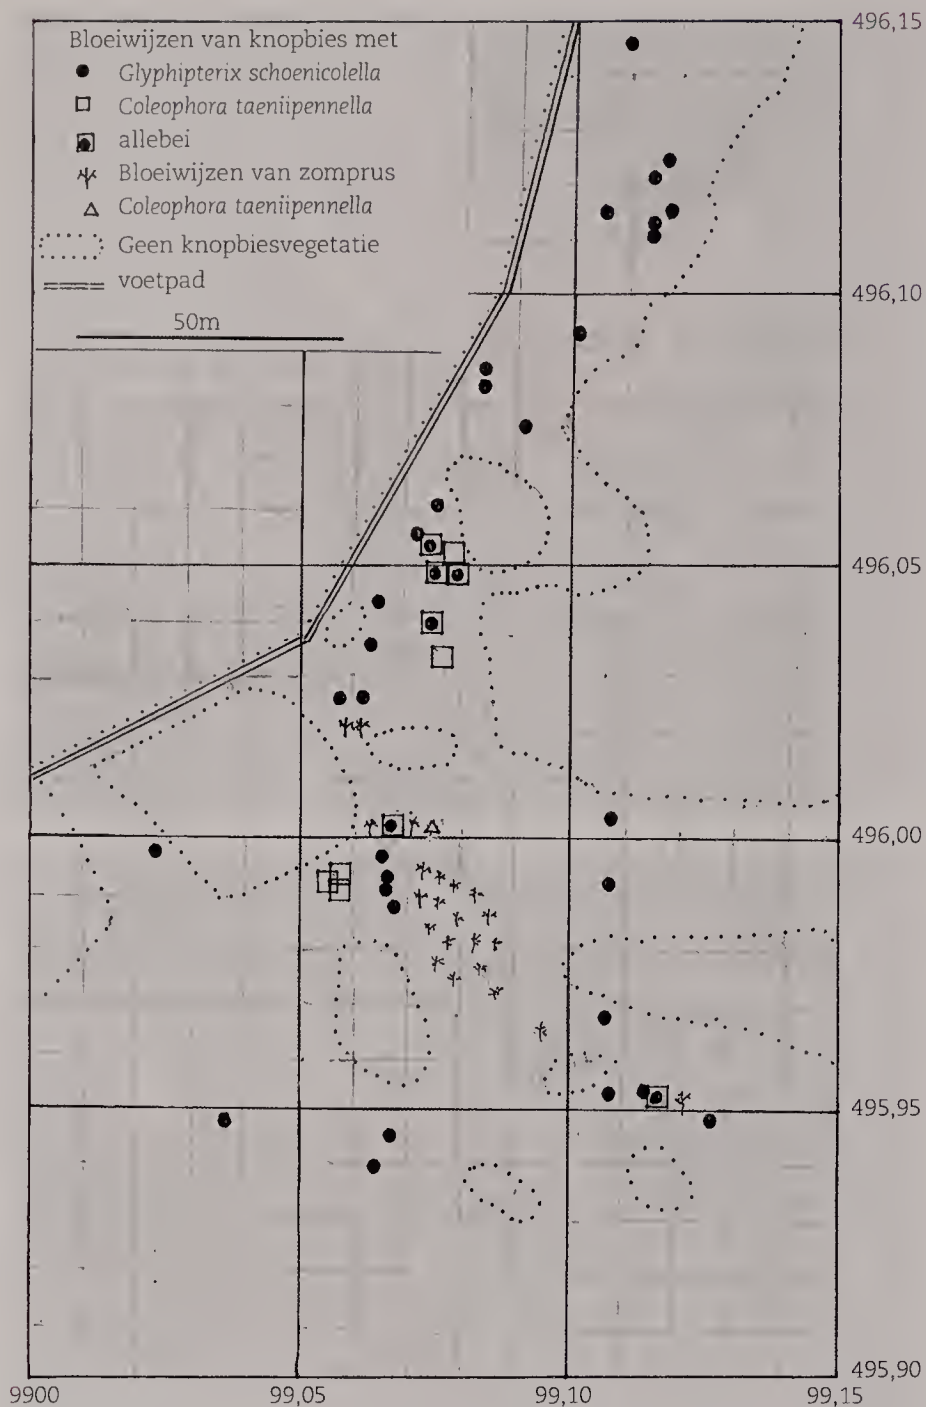 Bloeiwijzen van knopbies met
Glyphipterix schoenicolella
Coleophora taeniipennella
allebei
Bloeiwijzen van zomprus
Coleophora taeniipennella
Geen knopbiesvegetatie
voetpad
50m
496,15
496,10
496,05
496,00
495,95
495,90
9900
99,05
99,10
99,15